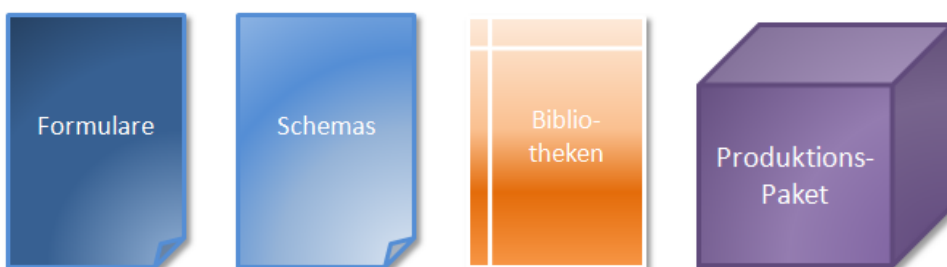 Formulare
Schemas
Biblio-
theken
Produktions-
Paket